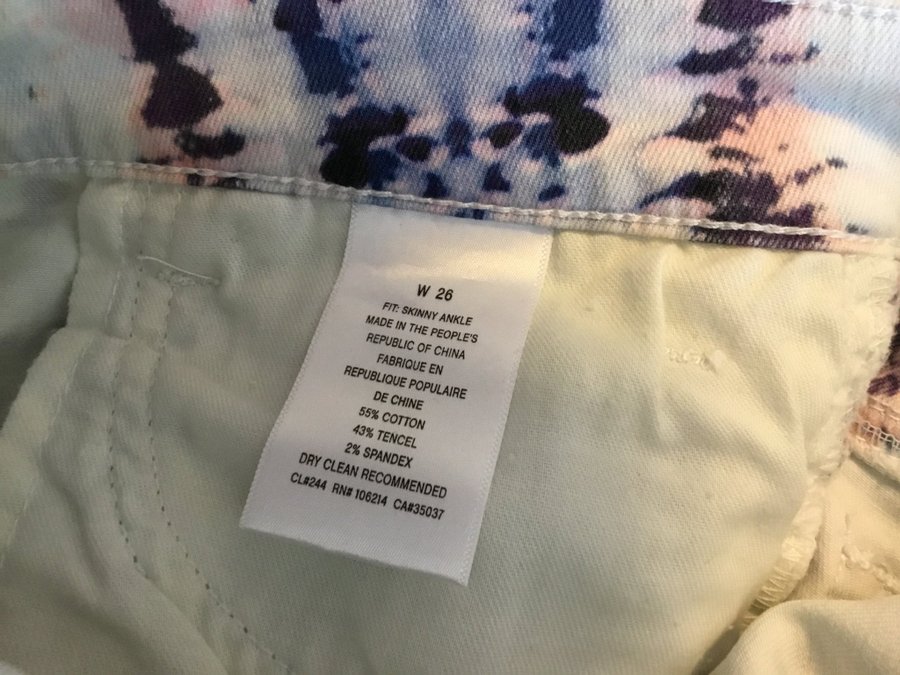 W 26
FIT: SKINNY ANKLE
MADE IN THE PEOPLE'S
REPUBLIC OF CHINA
FABRIQUE EN
REPUBLIQUE POPULAIRE
DE CHINE
55% COTTON
43% TENCEL
2% SPANDEX
DRY CLEAN RECOMMENDED
CL#244 RN# 106214 CA#35037